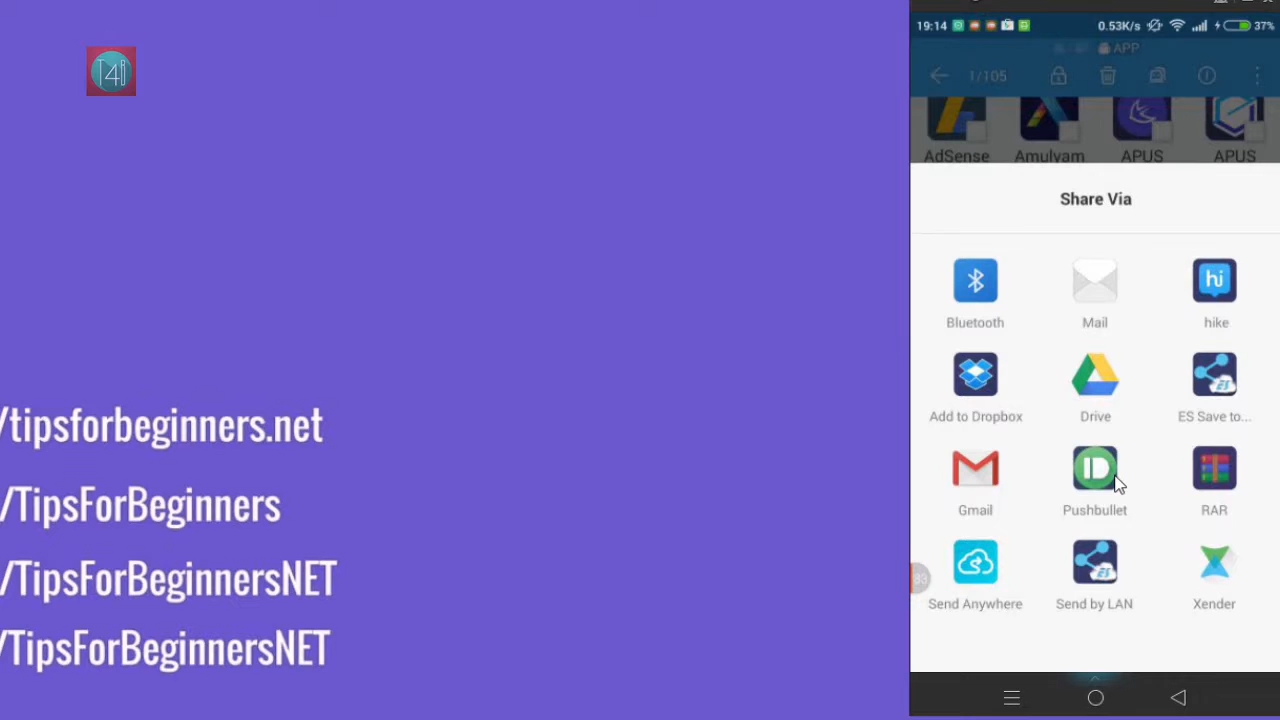 T4B
/tipsforbeginners.net
/TipsForBeginners
/TipsForBeginnersNET
/TipsForBeginnersNET
19:14 0.53K/s 37%
APP
1/105
AdSense Amulyam APUS APUS
Share Via
Bluetooth Mail hike
Add to Dropbox Drive ES Save to...
Gmail Pushbullet RAR
Send Anywhere Send by LAN Xender